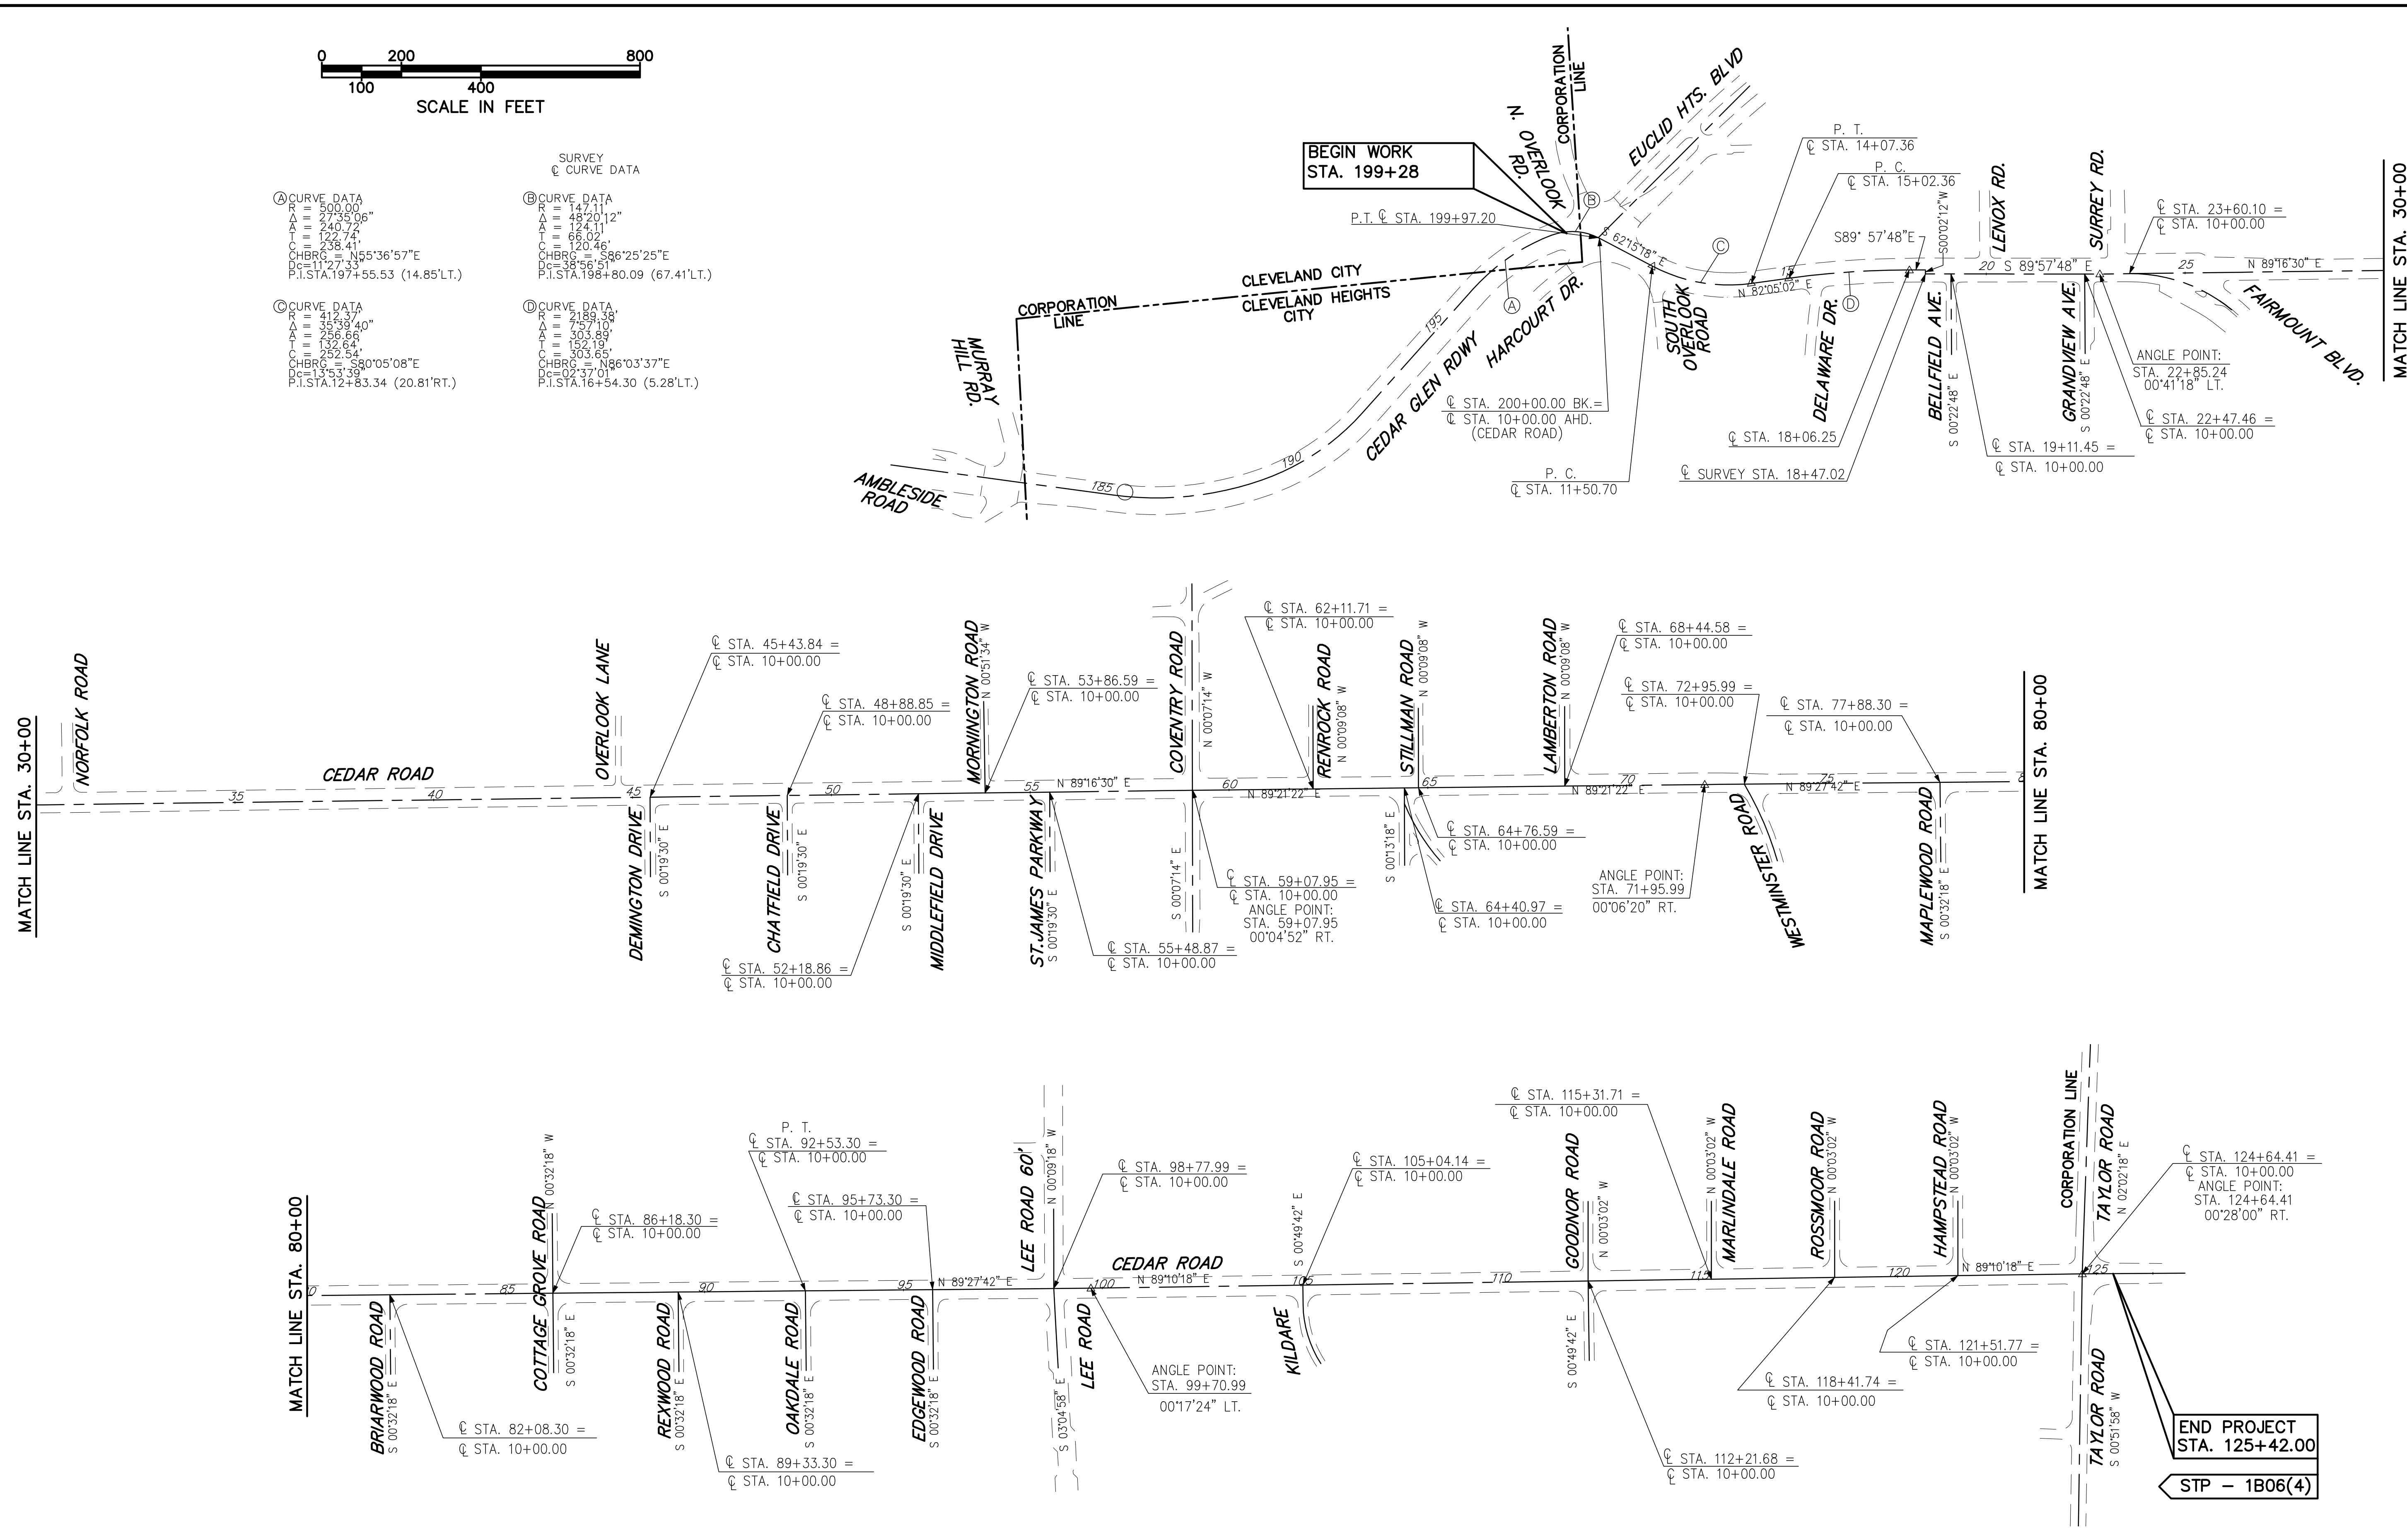 0 200 800
100 400
SCALE IN FEET
SURVEY
℄ CURVE DATA
Ⓐ CURVE DATA
R = 500.00'
Δ = 27°35'06"
A = 240.72'
T = 122.74'
C = 238.41'
CHBRG = N55°36'57"E
Dc=11°27'33"
P.I.STA.197+55.53 (14.85'LT.)
Ⓑ CURVE DATA
R = 147.11'
Δ = 48°20'12"
A = 124.11'
T = 66.02'
C = 120.46'
CHBRG = S86°25'25"E
Dc=38°56'51"
P.I.STA.198+80.09 (67.41'LT.)
Ⓒ CURVE DATA
R = 412.37'
Δ = 35°39'40"
A = 256.66'
T = 132.64'
C = 252.54'
CHBRG = S80°05'08"E
Dc=13°53'39"
P.I.STA.12+83.34 (20.81'RT.)
Ⓓ CURVE DATA
R = 2189.38'
Δ = 7°57'10"
A = 303.89'
T = 152.19'
C = 303.65'
CHBRG = N86°03'37"E
Dc=02°37'01"
P.I.STA.16+54.30 (5.28'LT.)
BEGIN WORK
STA. 199+28
P.T. ℄ STA. 199+97.20
N. OVERLOOK
RD.
CORPORATION
LINE
EUCLID HTS. BLVD
Ⓑ
S 62°15'18" E
P. T.
℄ STA. 14+07.36
P. C.
℄ STA. 15+02.36
Ⓒ
15
N 82°05'02" E
Ⓓ
S89° 57'48"E
S00°02'12"W
LENOX RD.
SURREY RD.
℄ STA. 23+60.10 =
℄ STA. 10+00.00
20
S 89°57'48" E
25
N 89°16'30" E
MATCH LINE STA. 30+00
CLEVELAND CITY
CLEVELAND HEIGHTS
CITY
CORPORATION
LINE
MURRAY
HILL RD.
AMBLESIDE
ROAD
185
190
195
CEDAR GLEN RDWY
Ⓐ
HARCOURT DR.
℄ STA. 200+00.00 BK.=
℄ STA. 10+00.00 AHD.
(CEDAR ROAD)
P. C.
℄ STA. 11+50.70
SOUTH
OVERLOOK
ROAD
DELAWARE DR.
℄ STA. 18+06.25
℄ SURVEY STA. 18+47.02
BELLFIELD AVE.
S 00°22'48" E
℄ STA. 19+11.45 =
℄ STA. 10+00.00
GRANDVIEW AVE.
S 00°22'48" E
ANGLE POINT:
STA. 22+85.24
00°41'18" LT.
℄ STA. 22+47.46 =
℄ STA. 10+00.00
FAIRMOUNT BLVD.
MATCH LINE STA. 30+00
NORFOLK ROAD
35
CEDAR ROAD
40
OVERLOOK LANE
45
℄ STA. 45+43.84 =
℄ STA. 10+00.00
DEMINGTON DRIVE
S 00°19'30" E
℄ STA. 48+88.85 =
℄ STA. 10+00.00
CHATFIELD DRIVE
S 00°19'30" E
50
℄ STA. 52+18.86 =
℄ STA. 10+00.00
S 00°19'30" E
MIDDLEFIELD DRIVE
MORNINGTON ROAD
N 00°51'34" W
℄ STA. 53+86.59 =
℄ STA. 10+00.00
55
N 89°16'30" E
ST.JAMES PARKWAY
S 00°19'30" E
℄ STA. 55+48.87 =
℄ STA. 10+00.00
COVENTRY ROAD
N 00°07'14" W
S 00°07'14" E
℄ STA. 59+07.95 =
℄ STA. 10+00.00
ANGLE POINT:
STA. 59+07.95
00°04'52" RT.
60
N 89°21'22" E
℄ STA. 62+11.71 =
℄ STA. 10+00.00
RENROCK ROAD
N 00°09'08" W
STILLMAN ROAD
N 00°09'08" W
65
S 00°13'18" E
℄ STA. 64+76.59 =
℄ STA. 10+00.00
℄ STA. 64+40.97 =
℄ STA. 10+00.00
LAMBERTON ROAD
N 00°09'08" W
℄ STA. 68+44.58 =
℄ STA. 10+00.00
70
N 89°21'22" E
℄ STA. 72+95.99 =
℄ STA. 10+00.00
ANGLE POINT:
STA. 71+95.99
00°06'20" RT.
WESTMINSTER ROAD
75
N 89°27'42" E
℄ STA. 77+88.30 =
℄ STA. 10+00.00
MAPLEWOOD ROAD
S 00°32'18" E
8
MATCH LINE STA. 80+00
MATCH LINE STA. 80+00
0
BRIARWOOD ROAD
S 00°32'18" E
℄ STA. 82+08.30 =
℄ STA. 10+00.00
85
COTTAGE GROVE ROAD
N 00°32'18" W
S 00°32'18" E
℄ STA. 86+18.30 =
℄ STA. 10+00.00
REXWOOD ROAD
S 00°32'18" E
℄ STA. 89+33.30 =
℄ STA. 10+00.00
90
P. T.
℄ STA. 92+53.30 =
℄ STA. 10+00.00
OAKDALE ROAD
S 00°32'18" E
℄ STA. 95+73.30 =
℄ STA. 10+00.00
95
N 89°27'42" E
EDGEWOOD ROAD
S 00°32'18" E
LEE ROAD 60'
N 00°09'18" W
℄ STA. 98+77.99 =
℄ STA. 10+00.00
CEDAR ROAD
100
N 89°10'18" E
S 03°04'58" E
LEE ROAD
ANGLE POINT:
STA. 99+70.99
00°17'24" LT.
S 00°49'42" E
105
℄ STA. 105+04.14 =
℄ STA. 10+00.00
KILDARE
110
GOODNOR ROAD
N 00°03'02" W
S 00°49'42" E
℄ STA. 112+21.68 =
℄ STA. 10+00.00
℄ STA. 115+31.71 =
℄ STA. 10+00.00
115
MARLINDALE ROAD
N 00°03'02" W
ROSSMOOR ROAD
N 00°03'02" W
℄ STA. 118+41.74 =
℄ STA. 10+00.00
120
HAMPSTEAD ROAD
N 00°03'02" W
℄ STA. 121+51.77 =
℄ STA. 10+00.00
N 89°10'18" E
CORPORATION LINE
TAYLOR ROAD
N 02°02'18" E
125
℄ STA. 124+64.41 =
℄ STA. 10+00.00
ANGLE POINT:
STA. 124+64.41
00°28'00" RT.
TAYLOR ROAD
S 00°51'58" W
END PROJECT
STA. 125+42.00
STP - 1B06(4)